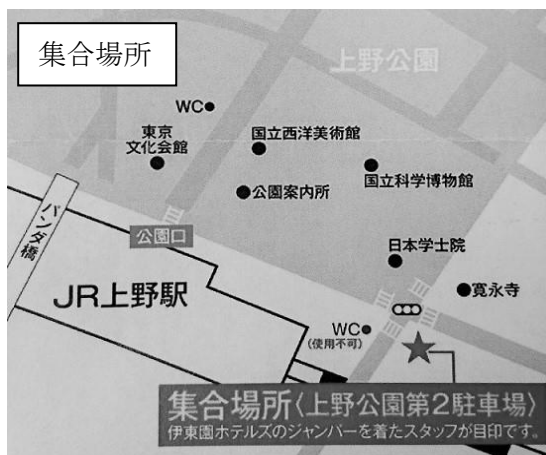 集合場所
上野公園
WC
東京
文化会館
国立西洋美術館
国立科学博物館
公園案内所
パンダ橋
公園口
日本学士院
JR上野駅
寛永寺
WC
(使用不可)
集合場所〈上野公園第2駐車場〉
伊東園ホテルズのジャンパーを着たスタッフが目印です。